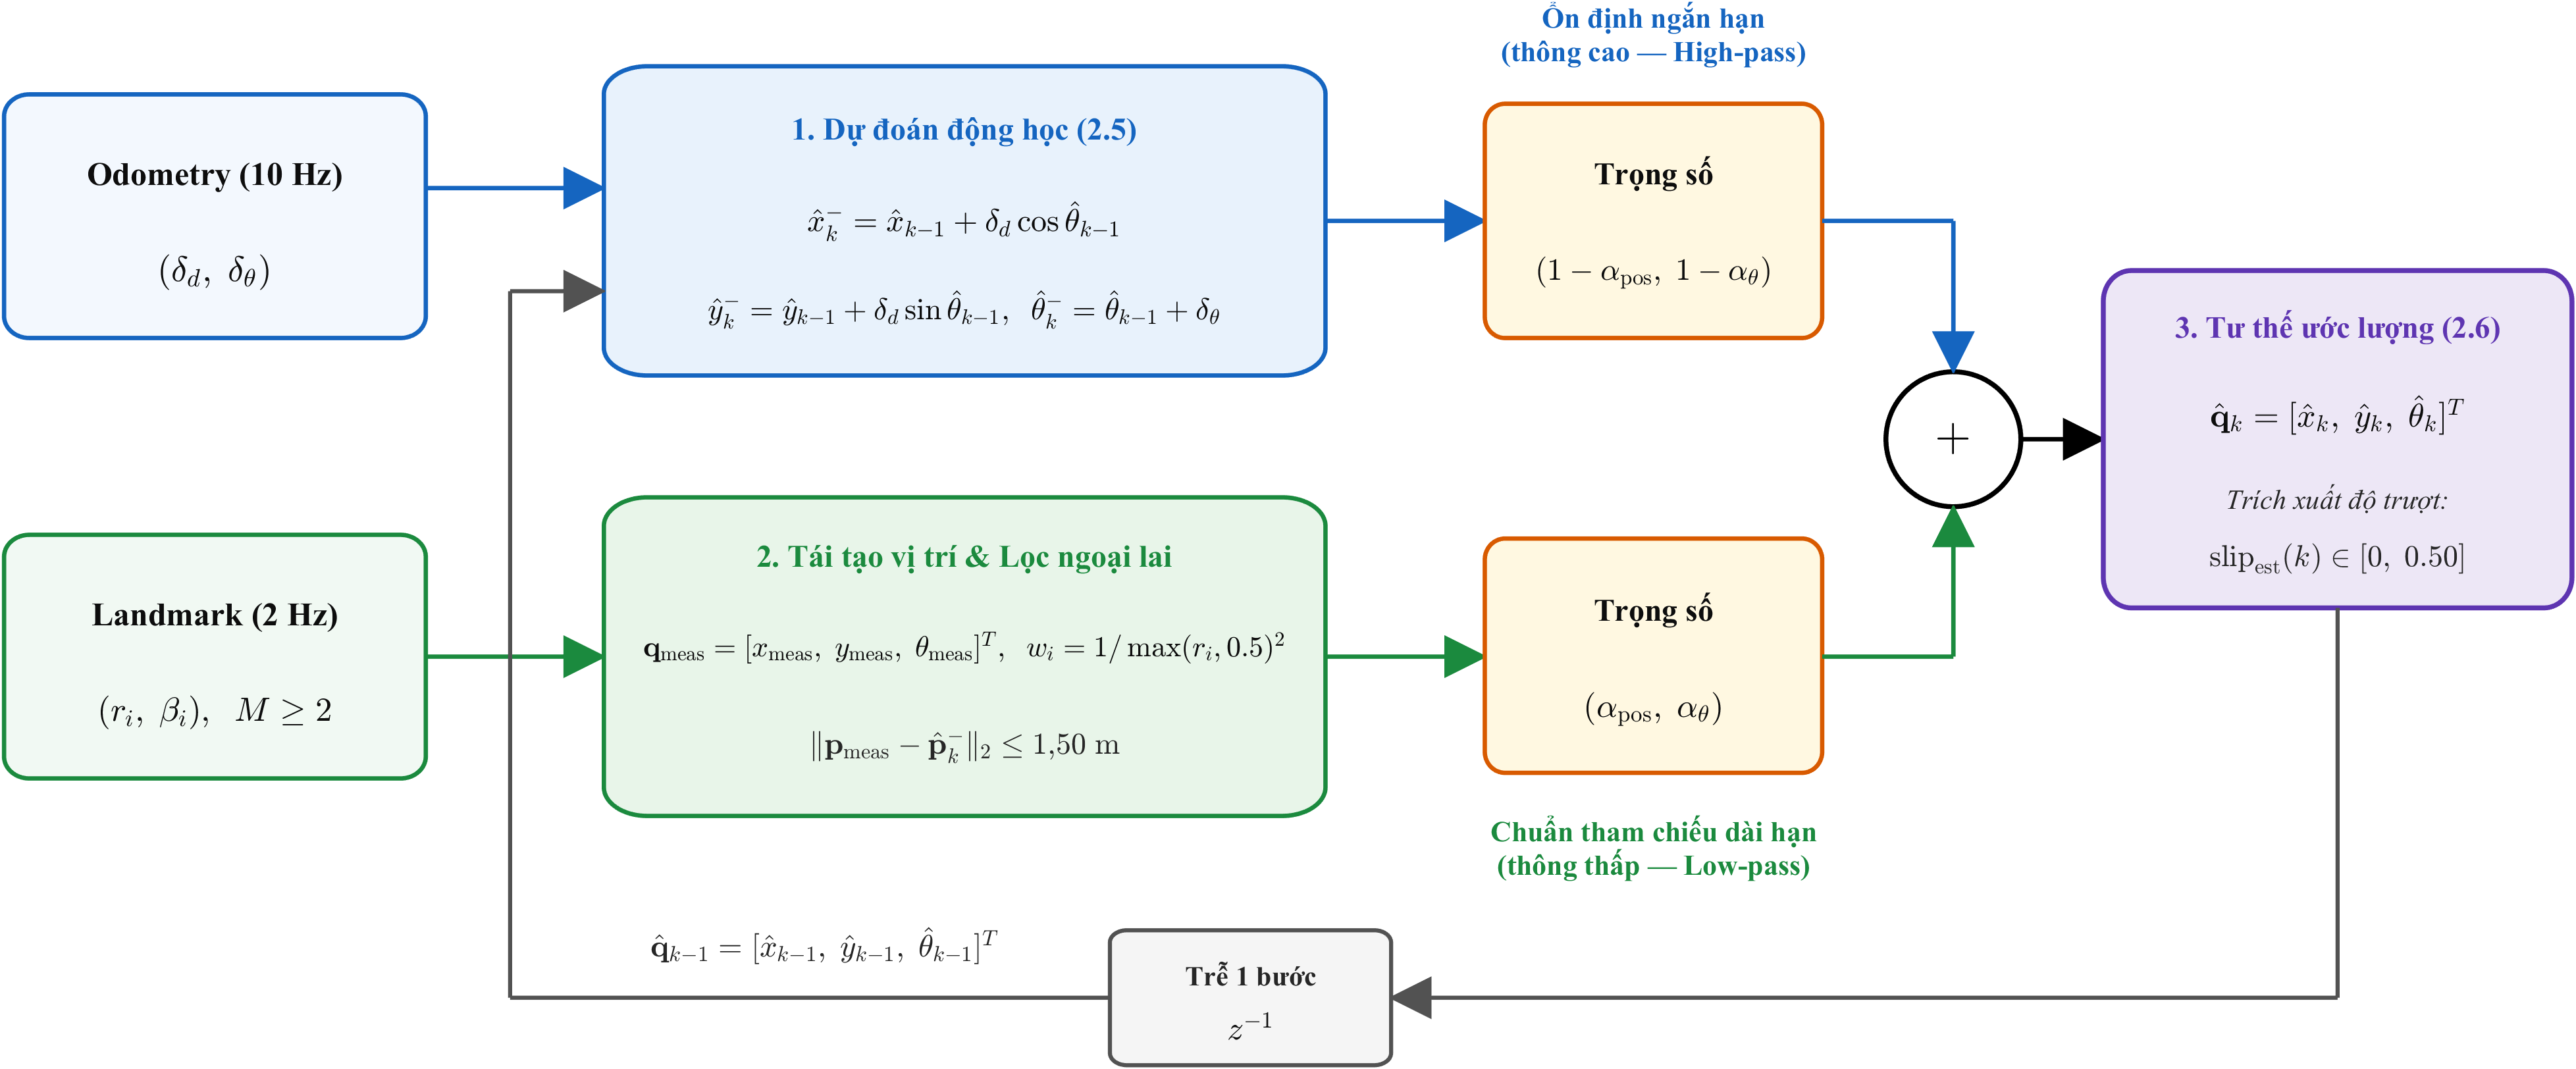 Ổn định ngắn hạn
(thông cao — High-pass)
Odometry (10 Hz)
(δ_d, δ_θ)
1. Dự đoán động học (2.5)
x̂_k^− = x̂_{k−1} + δ_d cos θ̂_{k−1}
ŷ_k^− = ŷ_{k−1} + δ_d sin θ̂_{k−1}, θ̂_k^− = θ̂_{k−1} + δ_θ
Trọng số
(1 − α_pos, 1 − α_θ)
+
3. Tư thế ước lượng (2.6)
q̂_k = [x̂_k, ŷ_k, θ̂_k]^T
Trích xuất độ trượt:
slip_est(k) ∈ [0, 0.50]
Landmark (2 Hz)
(r_i, β_i), M ≥ 2
2. Tái tạo vị trí & Lọc ngoại lai
q_meas = [x_meas, y_meas, θ_meas]^T, w_i = 1/ max(r_i, 0.5)^2
‖p_meas − p̂_k^−‖_2 ≤ 1,50 m
Trọng số
(α_pos, α_θ)
Chuẩn tham chiếu dài hạn
(thông thấp — Low-pass)
q̂_{k−1} = [x̂_{k−1}, ŷ_{k−1}, θ̂_{k−1}]^T
Trễ 1 bước
z^{−1}